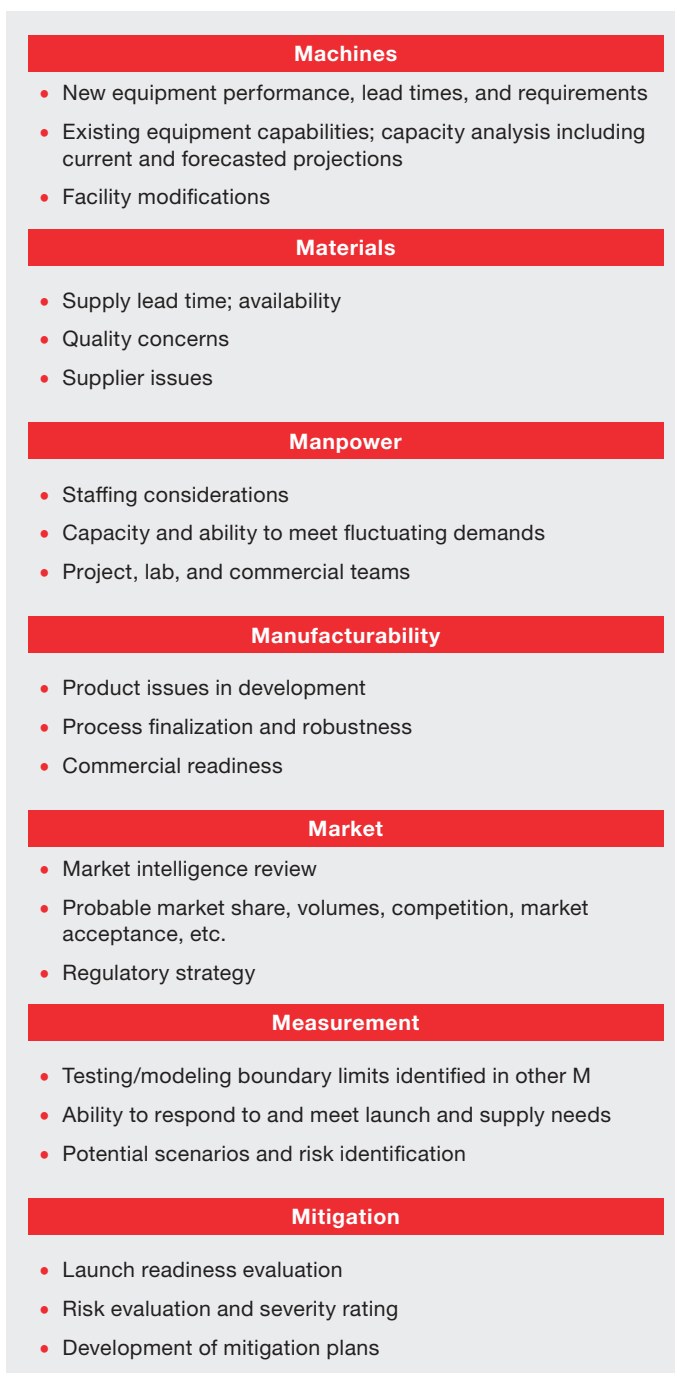 Machines
• New equipment performance, lead times, and requirements
• Existing equipment capabilities; capacity analysis including
current and forecasted projections
• Facility modifications
Materials
• Supply lead time; availability
• Quality concerns
• Supplier issues
Manpower
• Staffing considerations
• Capacity and ability to meet fluctuating demands
• Project, lab, and commercial teams
Manufacturability
• Product issues in development
• Process finalization and robustness
• Commercial readiness
Market
• Market intelligence review
• Probable market share, volumes, competition, market
acceptance, etc.
• Regulatory strategy
Measurement
• Testing/modeling boundary limits identified in other M
• Ability to respond to and meet launch and supply needs
• Potential scenarios and risk identification
Mitigation
• Launch readiness evaluation
• Risk evaluation and severity rating
• Development of mitigation plans